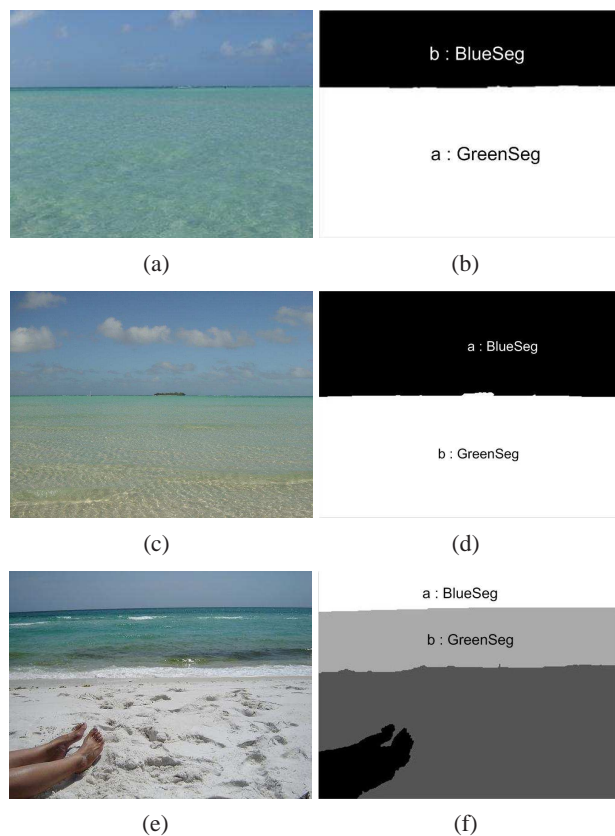 b : BlueSeg
a : GreenSeg
(a)
(b)
a : BlueSeg
b : GreenSeg
(c)
(d)
a : BlueSeg
b : GreenSeg
(e)
(f)